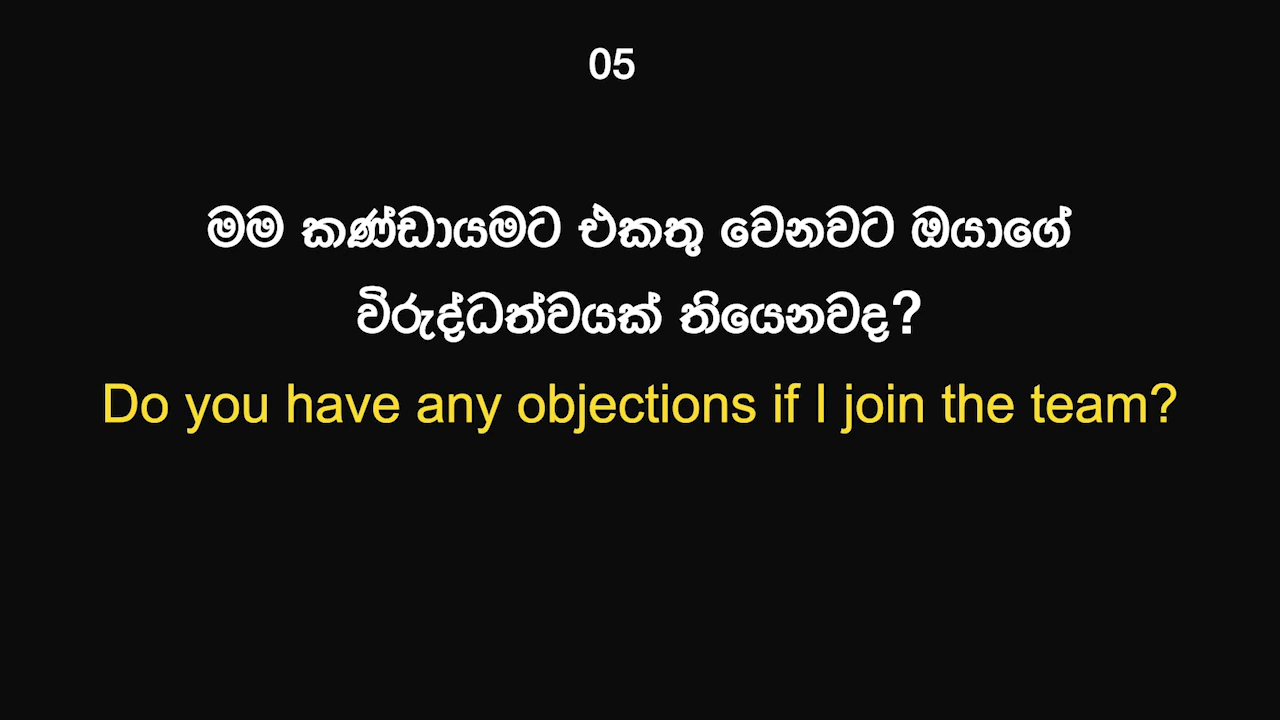 05
මම කණ්ඩායමට එකතු වෙනවට ඔයාගේ
විරුද්ධත්වයක් තියෙනවද?
Do you have any objections if I join the team?